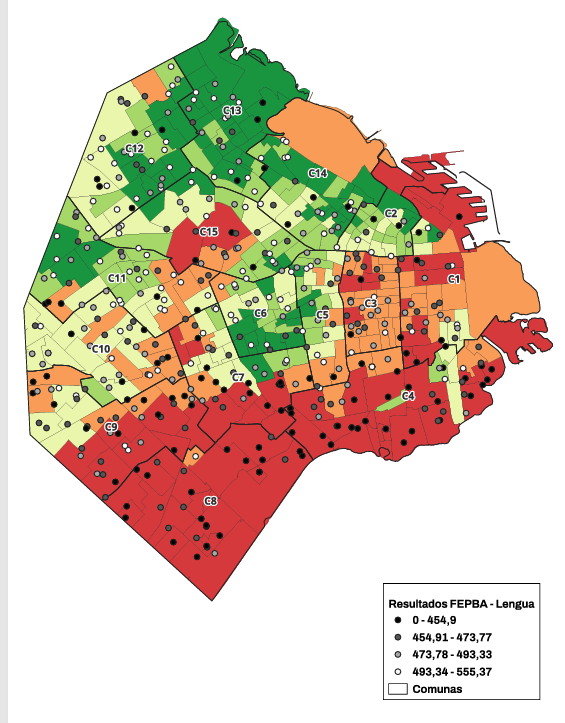 C13
C12
C14
C2
C15
C11
C1
C3
C6
C5
C10
C7
C4
C9
C8
Resultados FEPBA - Lengua
0 - 454,9
454,91 - 473,77
473,78 - 493,33
493,34 - 555,37
Comunas